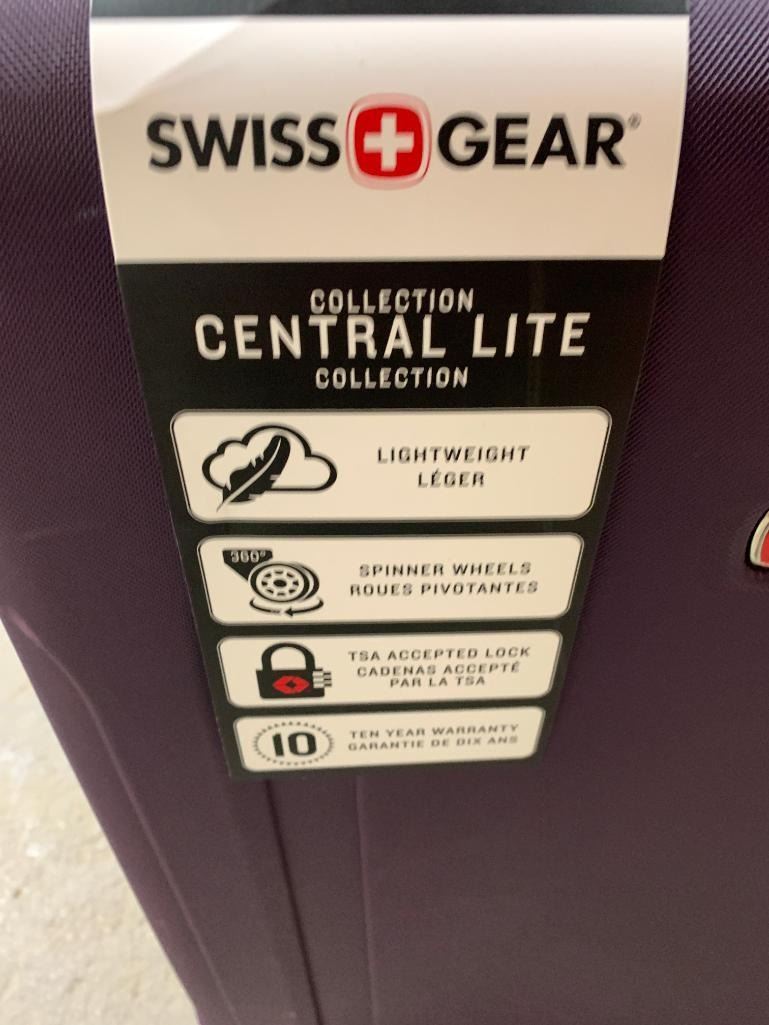 SWISS GEAR®
COLLECTION
CENTRAL LITE
COLLECTION
LIGHTWEIGHT
LÉGER
360°
SPINNER WHEELS
ROUES PIVOTANTES
TSA ACCEPTED LOCK
CADENAS ACCEPTÉ
PAR LA TSA
10
TEN YEAR WARRANTY
GARANTIE DE DIX ANS